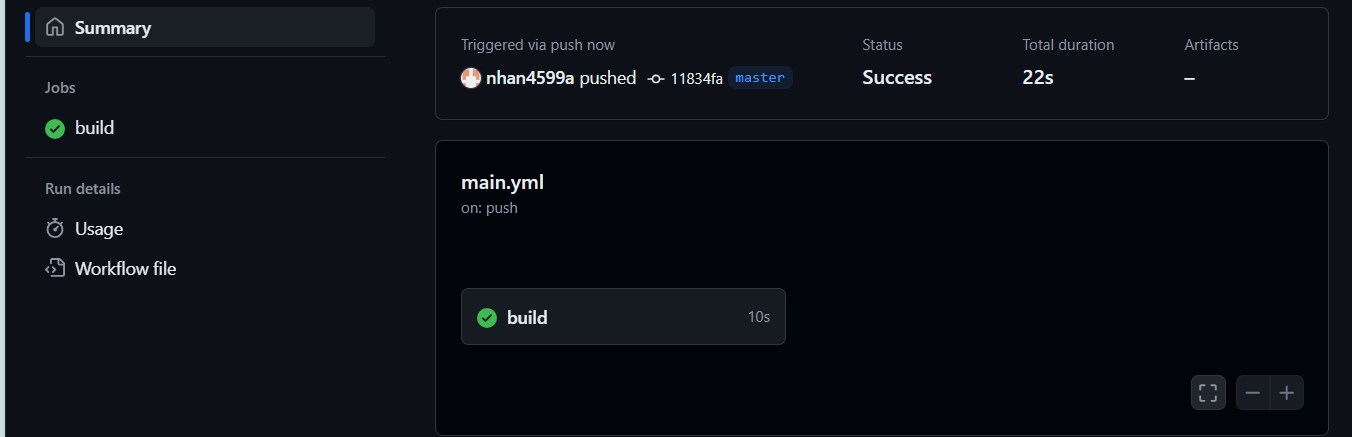 Summary
Jobs
build
Run details
Usage
Workflow file
Triggered via push now
nhan4599a pushed 11834fa master
Status
Success
Total duration
22s
Artifacts
–
main.yml
on: push
build 10s